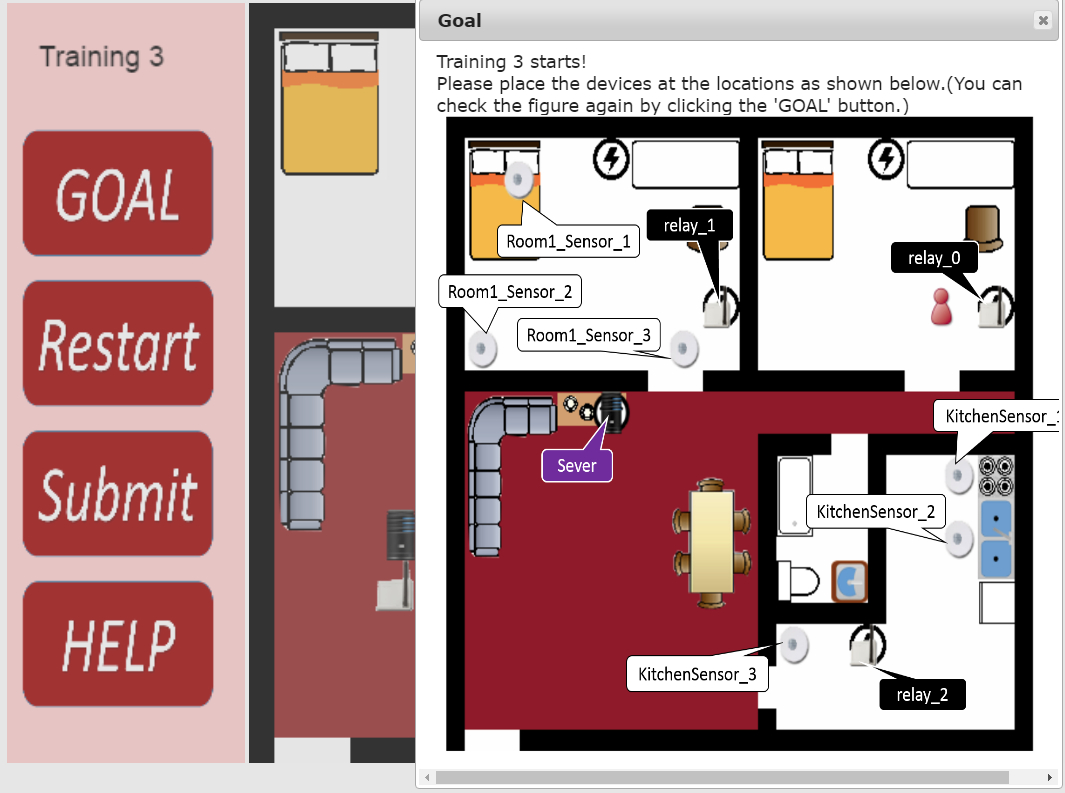 Training 3
GOAL
Restart
Submit
HELP
Goal
Training 3 starts!
Please place the devices at the locations as shown below.(You can
check the figure again by clicking the 'GOAL' button.)
Room1_Sensor_1
relay_1
relay_0
Room1_Sensor_2
Room1_Sensor_3
KitchenSensor_1
Sever
KitchenSensor_2
KitchenSensor_3
relay_2